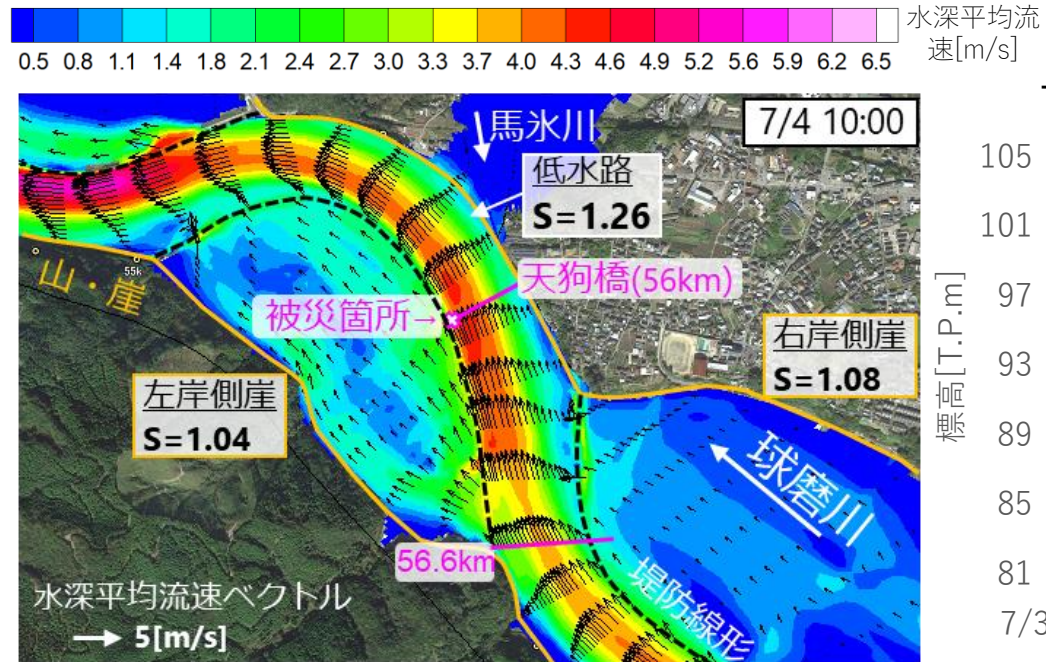 水深平均流
速[m/s]
0.5 0.8 1.1 1.4 1.8 2.1 2.4 2.7 3.0 3.3 3.7 4.0 4.3 4.6 4.9 5.2 5.6 5.9 6.2 6.5
7/4 10:00
馬氷川
低水路
S=1.26
天狗橋(56km)
被災箇所→
山・崖
55k
右岸側崖
S=1.08
左岸側崖
S=1.04
球磨川
56.6km
堤防線形
水深平均流速ベクトル
5[m/s]
標高[T.P.m]
105
101
97
93
89
85
81
7/3